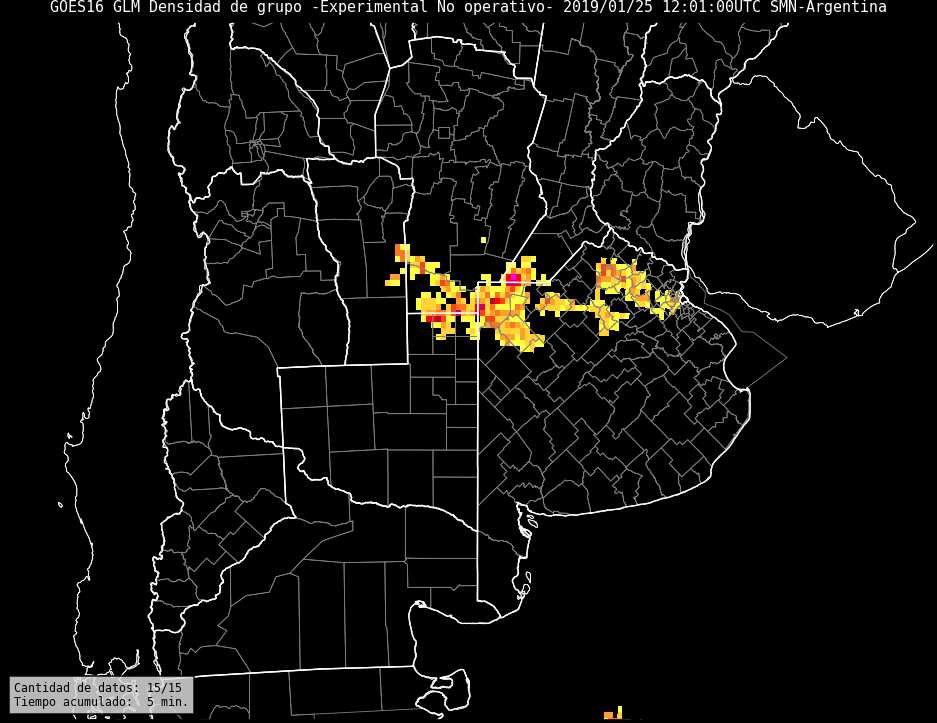 GOES16 GLM Densidad de grupo -Experimental No operativo- 2019/01/25 12:01:00UTC SMN-Argentina
Cantidad de datos: 15/15
Tiempo acumulado:  5 min.